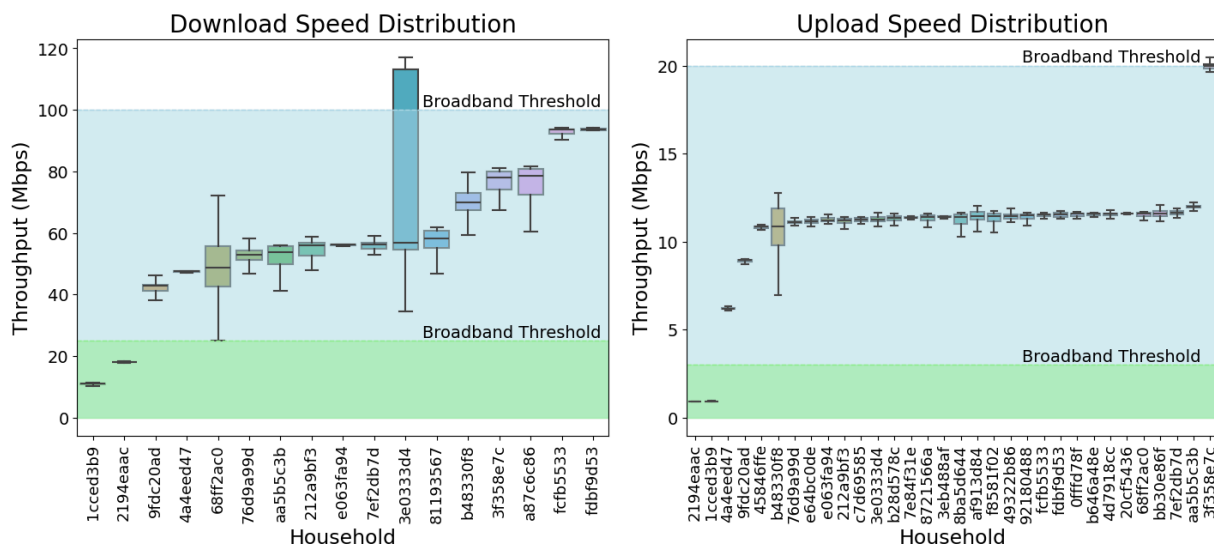 Download Speed Distribution
Throughput (Mbps)
120
100
80
60
40
20
0
Broadband Threshold
Broadband Threshold
1cced3b9
2194eaac
9fdc20ad
4a4eed47
68ff2ac0
76d9a99d
aa5b5c3b
212a9bf3
e063fa94
7ef2db7d
3e033d4
81193567
b48330f8
3f358e7c
a87c6c86
fcfb5533
fdbf9d53
Household
Upload Speed Distribution
Throughput (Mbps)
20
15
10
5
0
Broadband Threshold
Broadband Threshold
2194eaac
1cced3b9
4a4eed47
9fdc20ad
45846ffe
b48330f8
76d9a99d
e64bc0de
e063fa94
212a9bf3
c7d69585
3e033d4
b28d578c
7e84f31e
8721566a
3eb488af
8ba5d644
af913d84
f8581f02
49322b86
92180488
fcfb5533
fdbf9d53
0fffd78f
b646a48e
4d7918cc
20cf5436
68ff2ac0
bb30e86f
7ef2db7d
aa5b5c3b
3f358e7c
Household